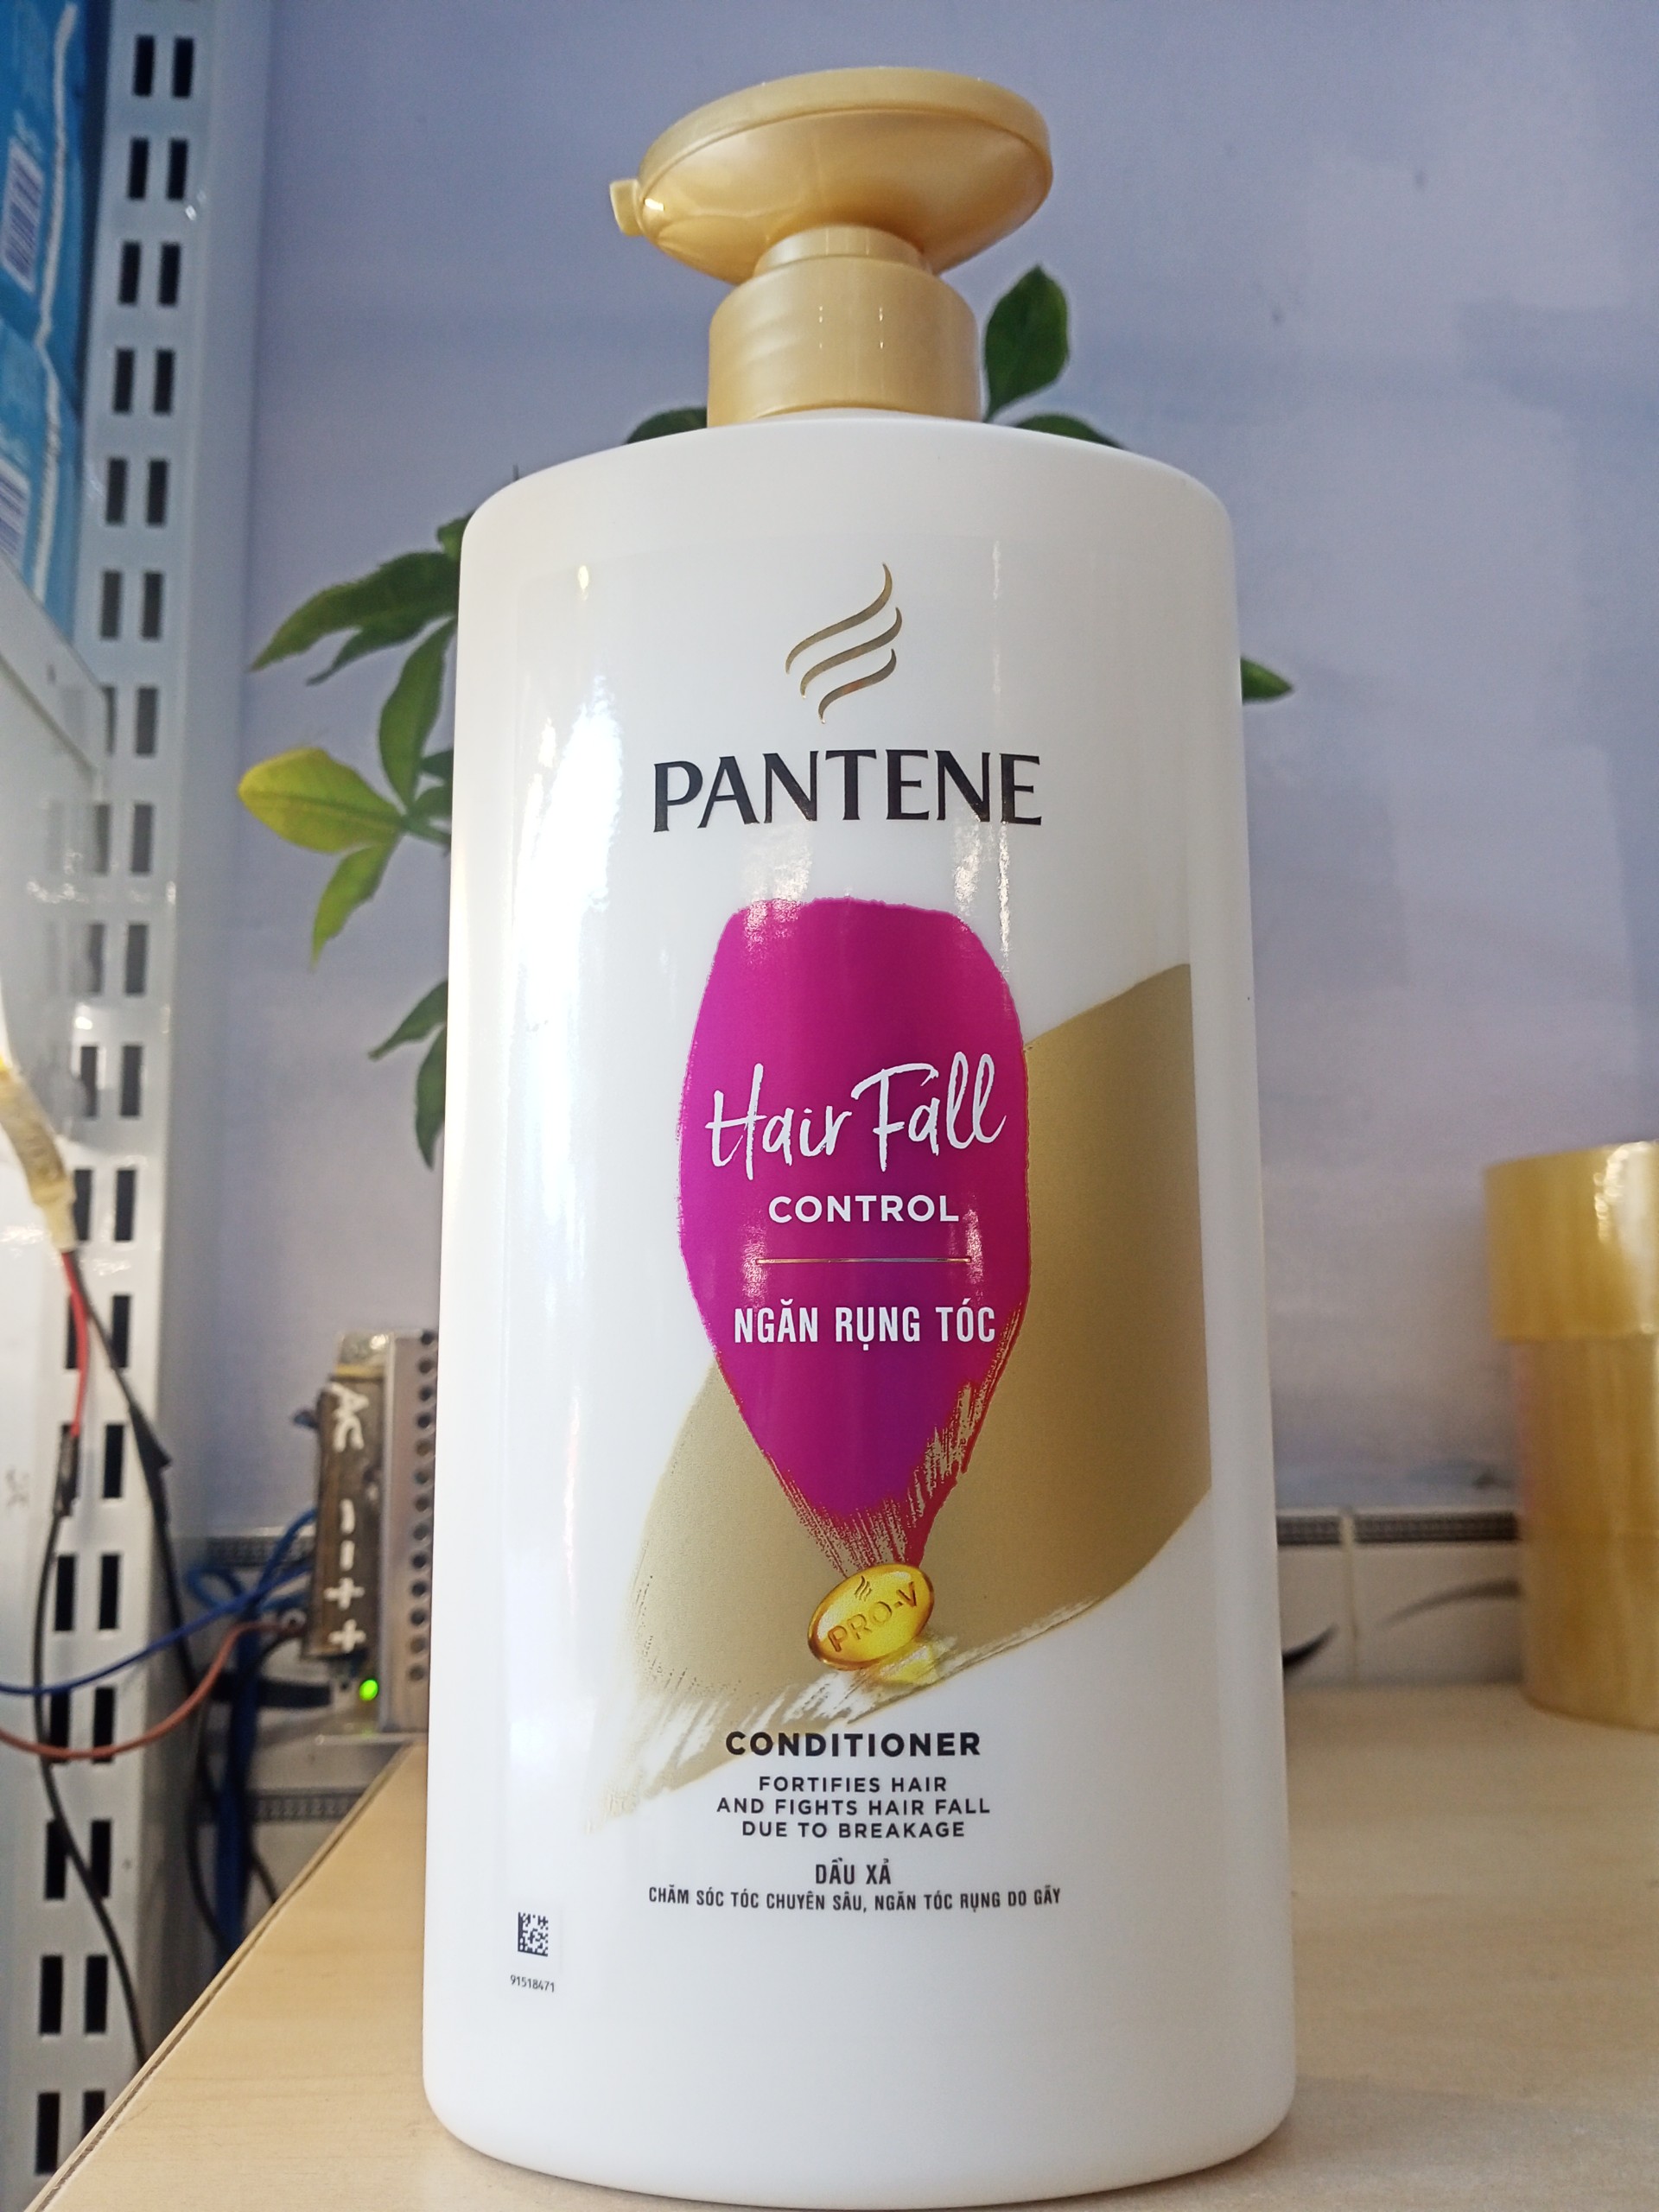 PANTENE
Hair Fall
CONTROL
NGĂN RỤNG TÓC
PRO-V
CONDITIONER
FORTIFIES HAIR
AND FIGHTS HAIR FALL
DUE TO BREAKAGE
DẦU XẢ
CHĂM SÓC TÓC CHUYÊN SÂU, NGĂN TÓC RỤNG DO GÃY
91518471
AC